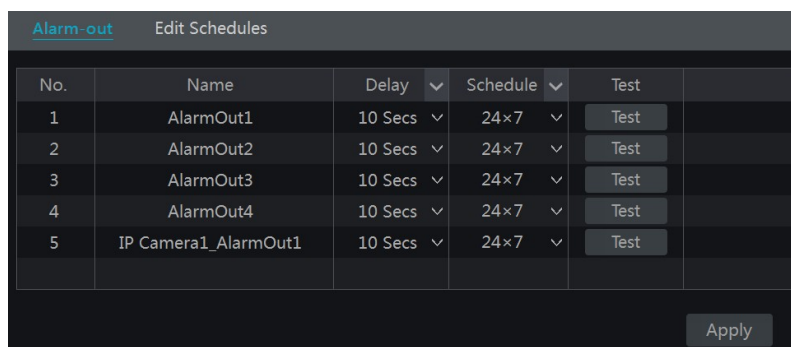 Alarm-out Edit Schedules
No. Name Delay Schedule Test
1 AlarmOut1 10 Secs 24×7 Test
2 AlarmOut2 10 Secs 24×7 Test
3 AlarmOut3 10 Secs 24×7 Test
4 AlarmOut4 10 Secs 24×7 Test
5 IP Camera1_AlarmOut1 10 Secs 24×7 Test
Apply